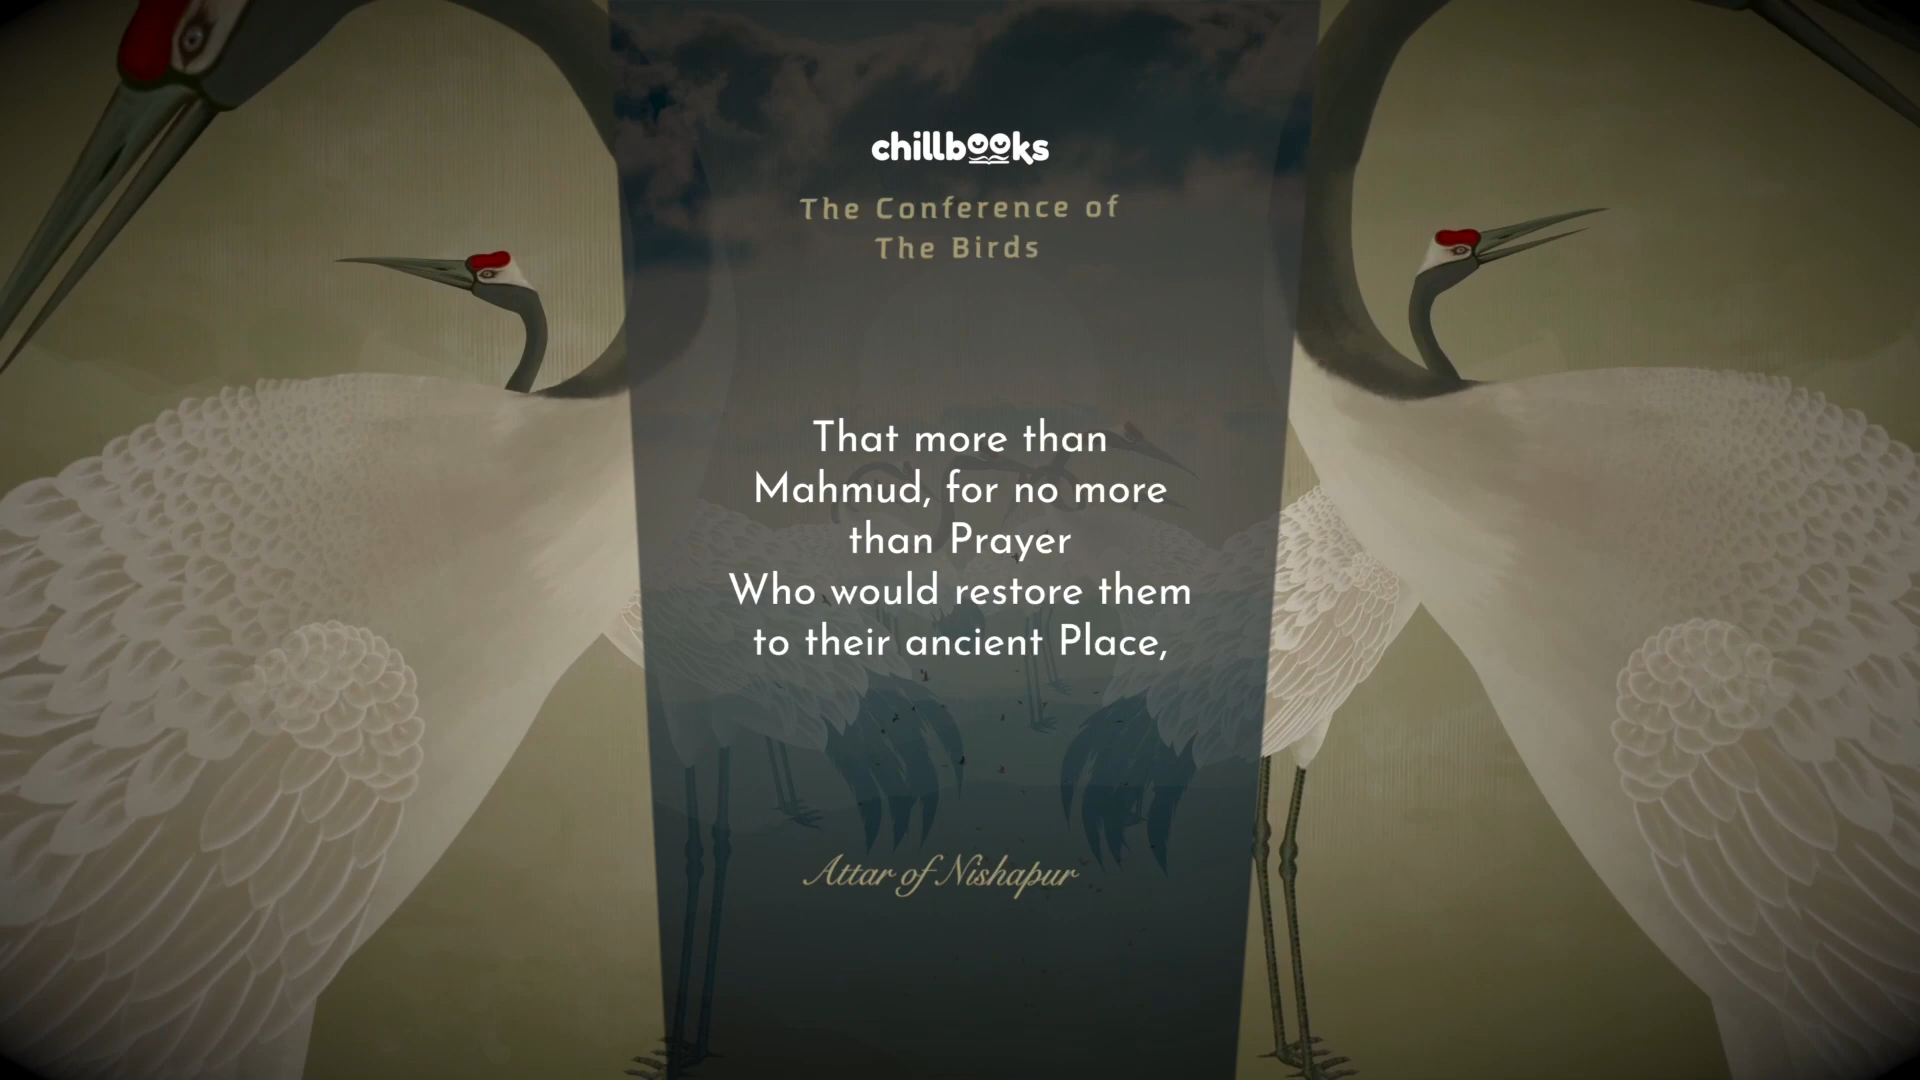 chillbooks
The Conference of
The Birds
That more than
Mahmud, for no more
than Prayer
Who would restore them
to their ancient Place,
Attar of Nishapur